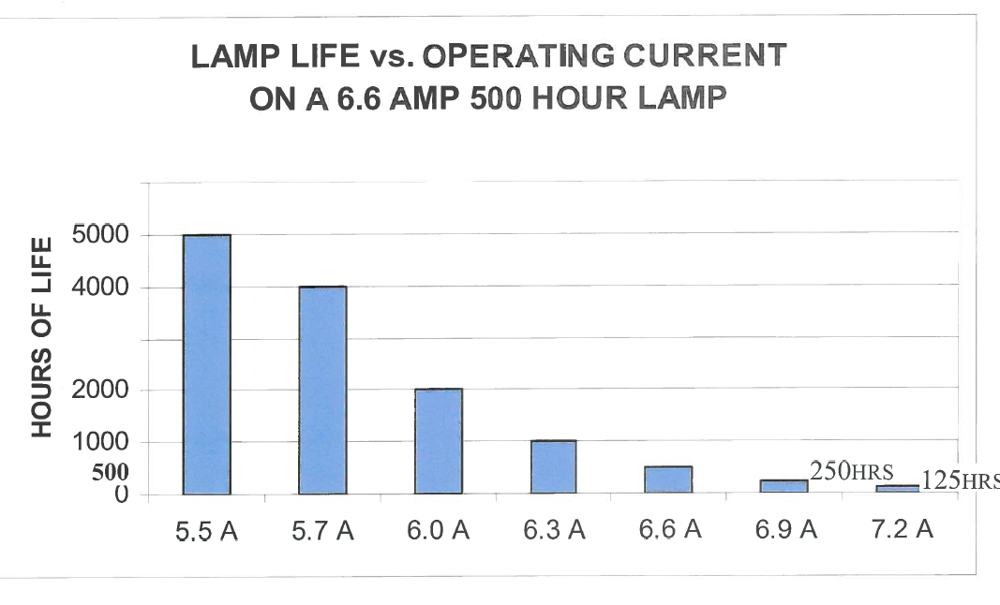 LAMP LIFE vs. OPERATING CURRENT
ON A 6.6 AMP 500 HOUR LAMP
HOURS OF LIFE
5000
4000
2000
1000
500
0
250HRS
125HRS
5.5 A 5.7 A 6.0 A 6.3 A 6.6 A 6.9 A 7.2 A